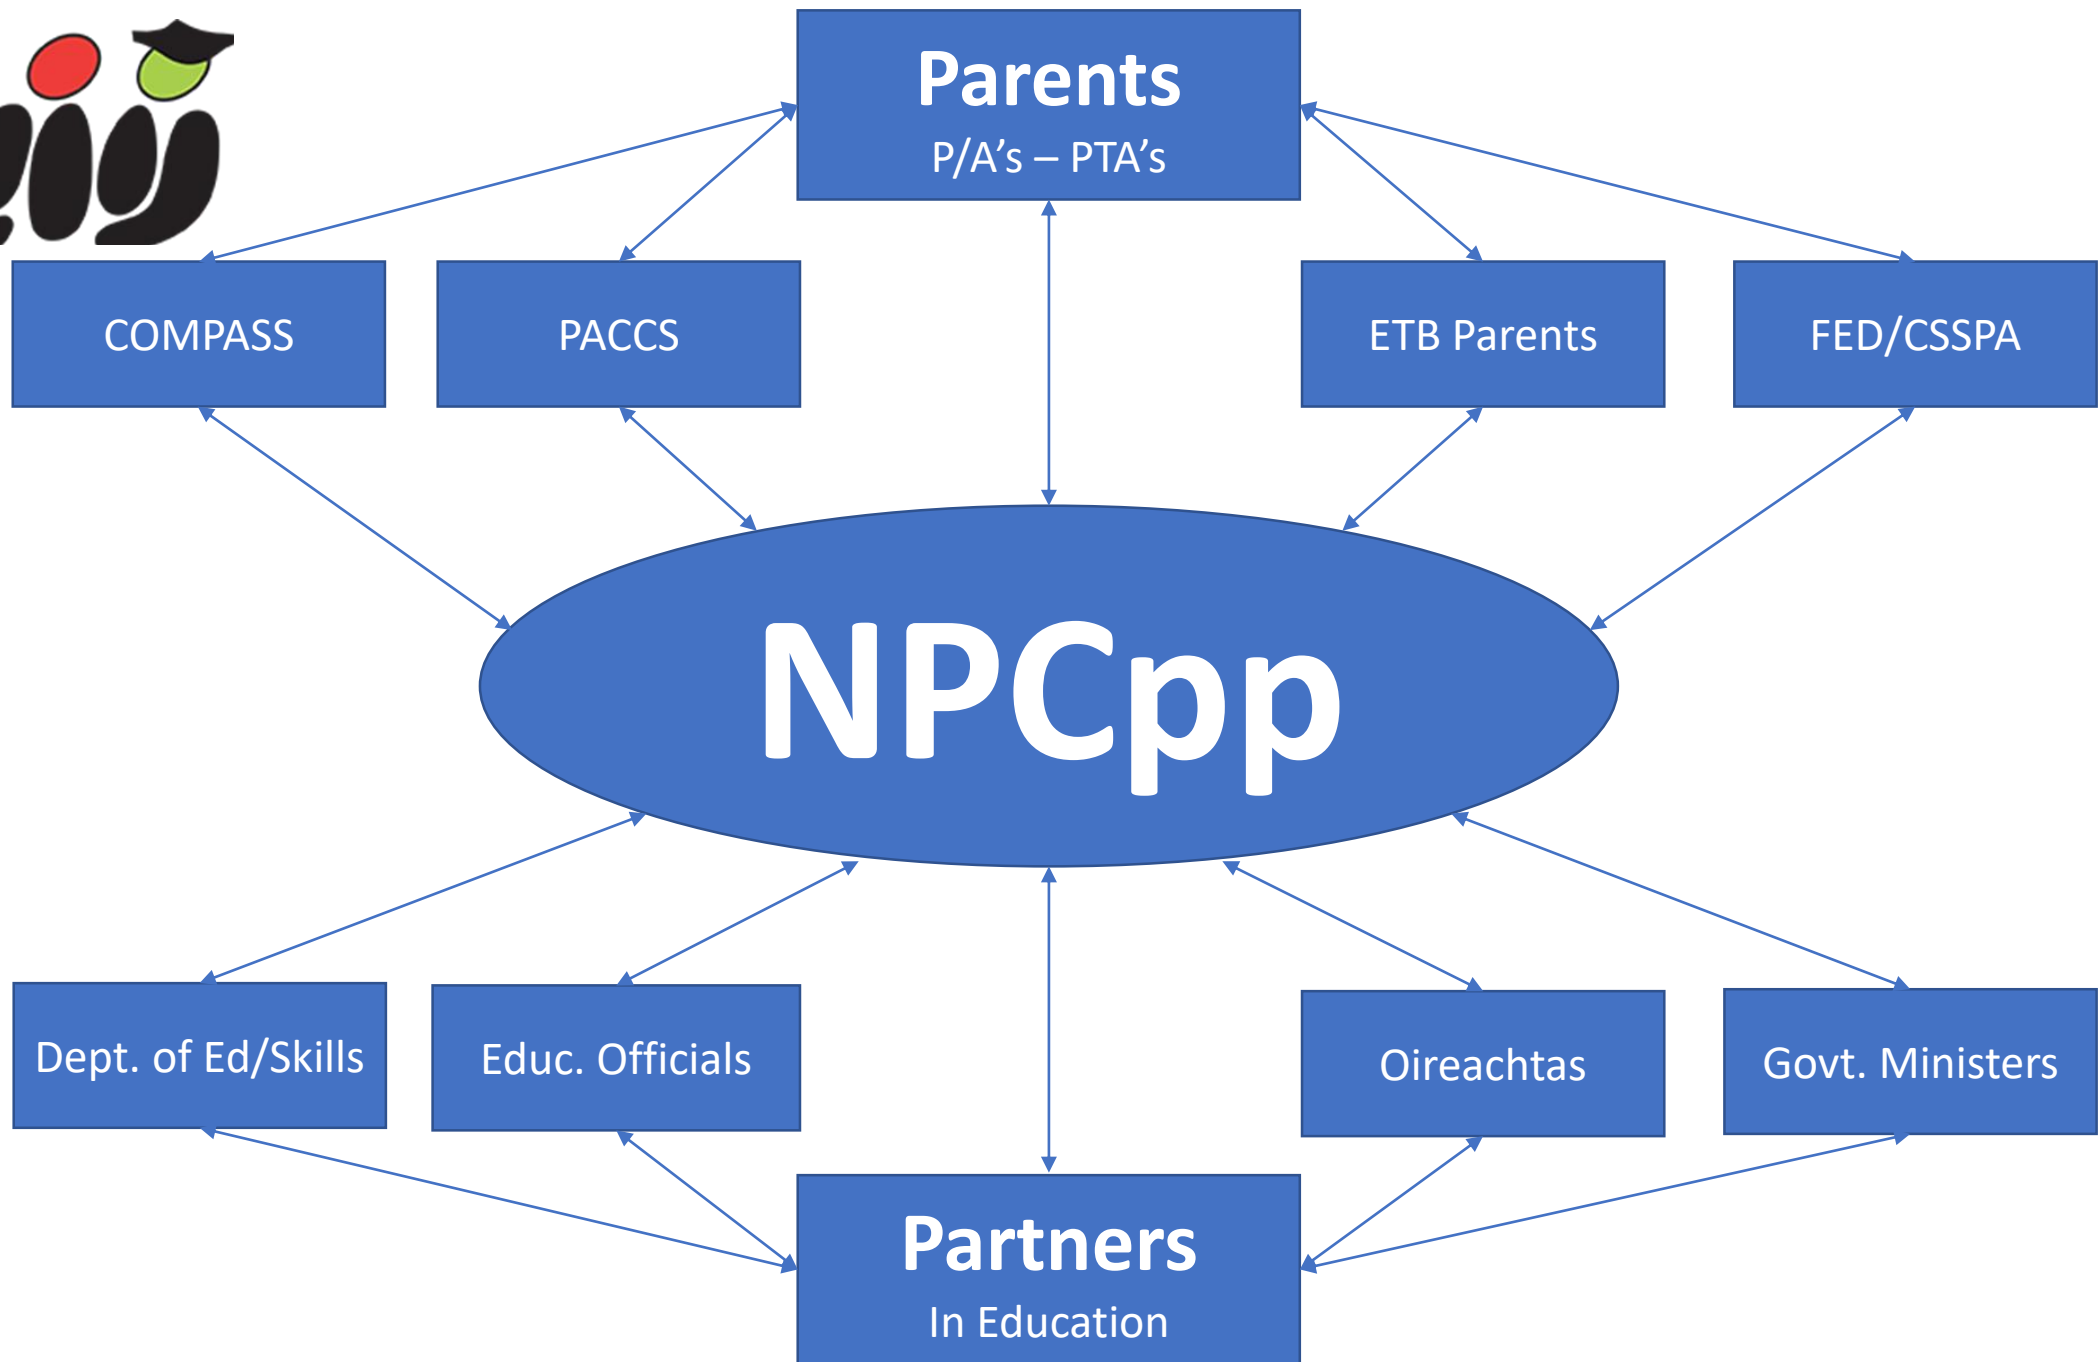 Parents
P/A’s – PTA’s
COMPASS
PACCS
ETB Parents
FED/CSSPA
NPCpp
Dept. of Ed/Skills
Educ. Officials
Oireachtas
Govt. Ministers
Partners
In Education